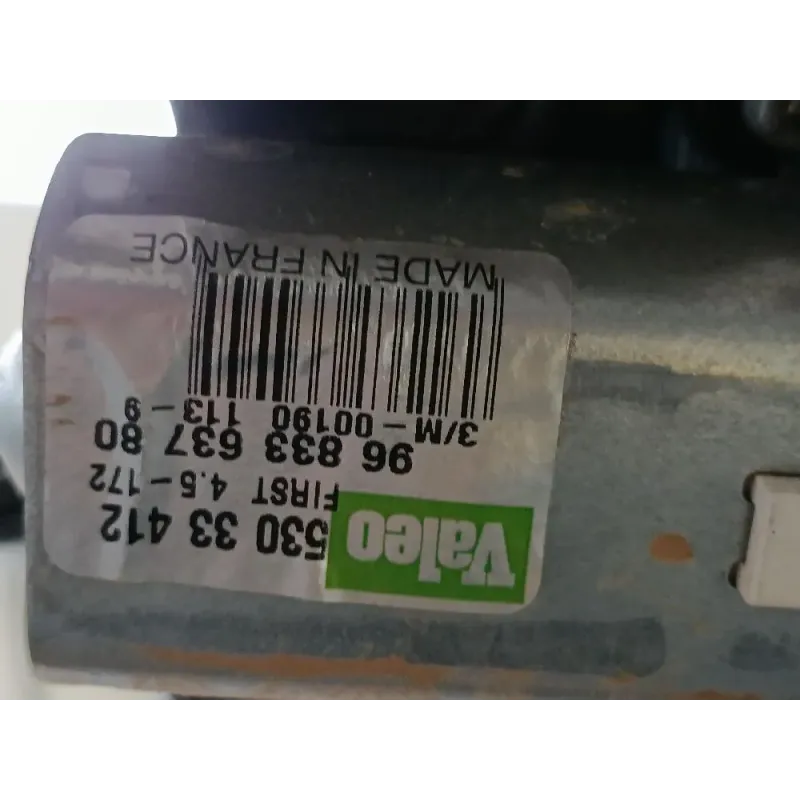 Valeo 530 33 412
FIRST 4.5-172
96 833 637 80
3/M-00190 113-9
MADE IN FRANCE